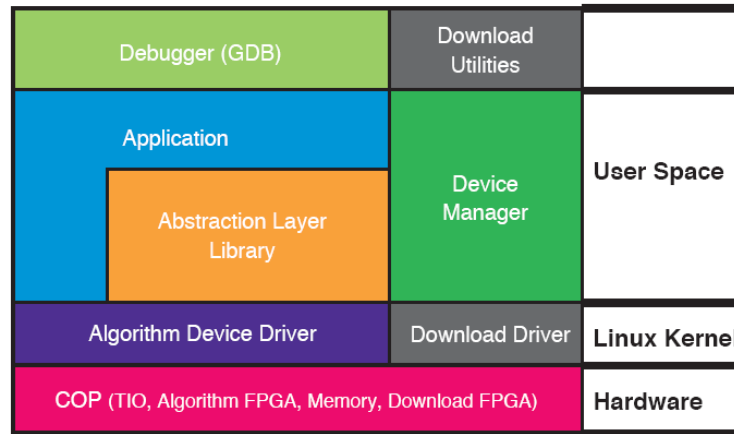 Debugger (GDB)
Download
Utilities
Application
Abstraction Layer
Library
Device
Manager
User Space
Algorithm Device Driver
Download Driver
Linux Kernel
COP (TIO, Algorithm FPGA, Memory, Download FPGA)
Hardware